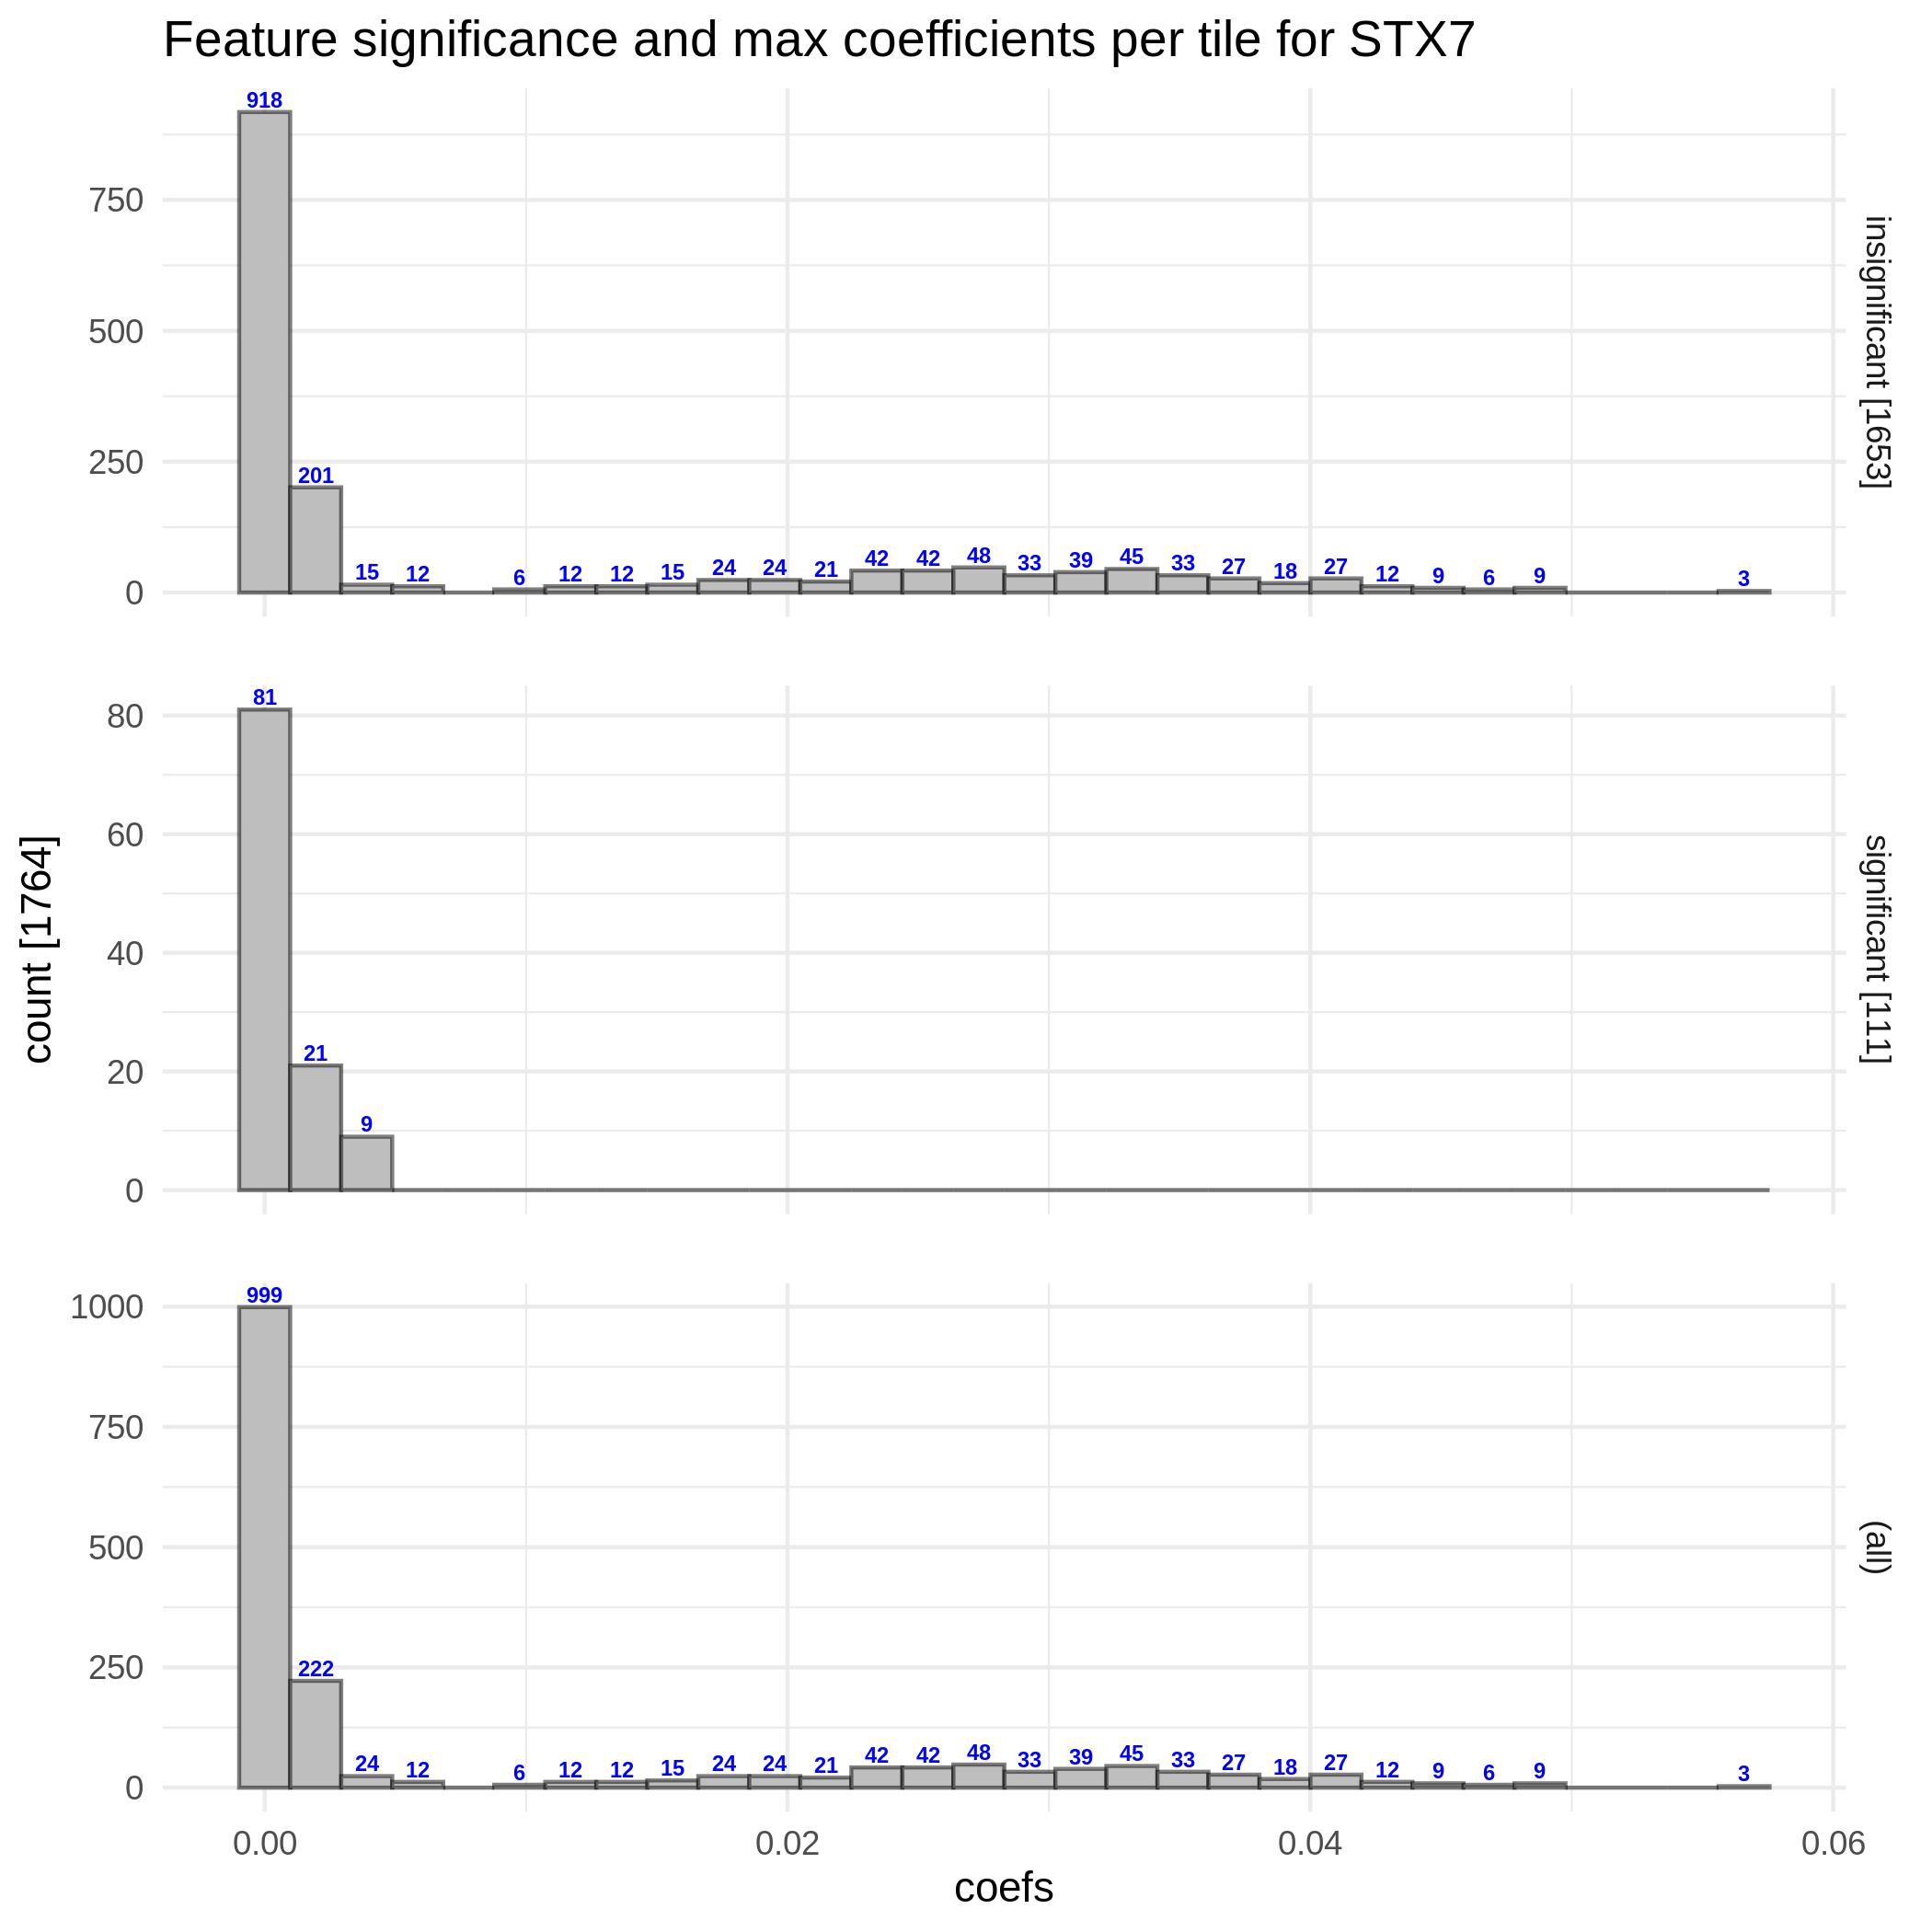 Feature significance and max coefficients per tile for STX7
918
750
500
250
0
201
15 12 6 12 12 15 24 24 21 42 42 48 33 39 45 33 27 18 27 12 9 6 9 3
insignificant [1653]
81
80
60
40
20
0
21
9
significant [111]
count [1764]
999
1000
750
500
250
0
222
24 12 6 12 12 15 24 24 21 42 42 48 33 39 45 33 27 18 27 12 9 6 9 3
(all)
0.00 0.02 0.04 0.06
coefs